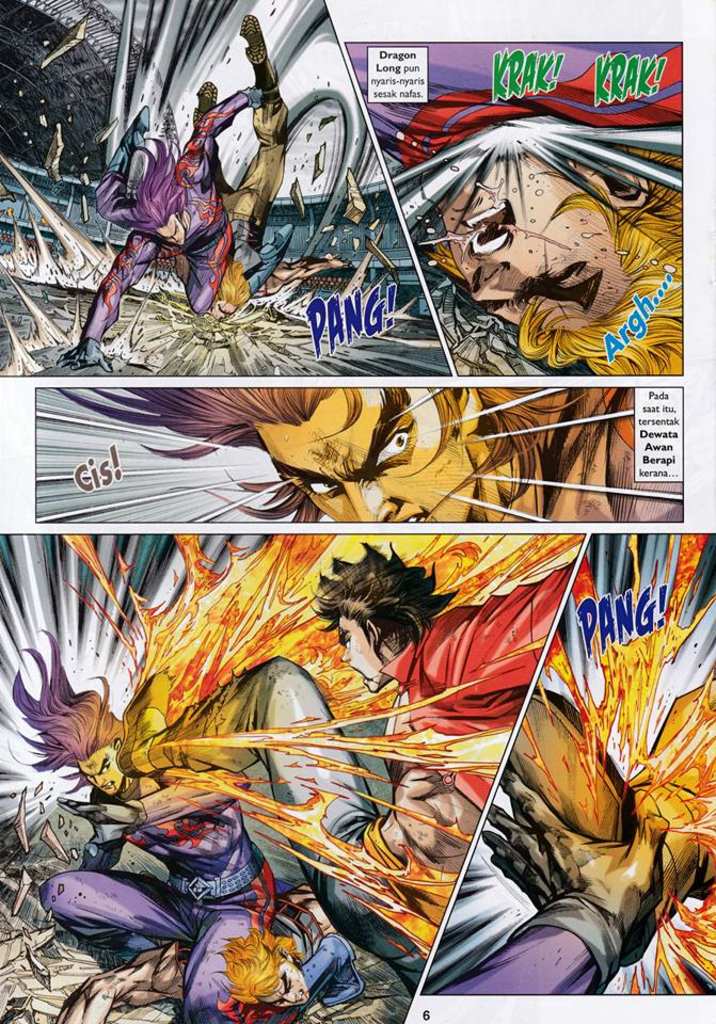 PANG!
Dragon
Long pun
nyaris-nyaris
sesak nafas.
KRAK! KRAK!
Argh....
Cis!
Pada
saat itu,
tersentak
Dewata
Awan
Berapi
kerana...
PANG!
6